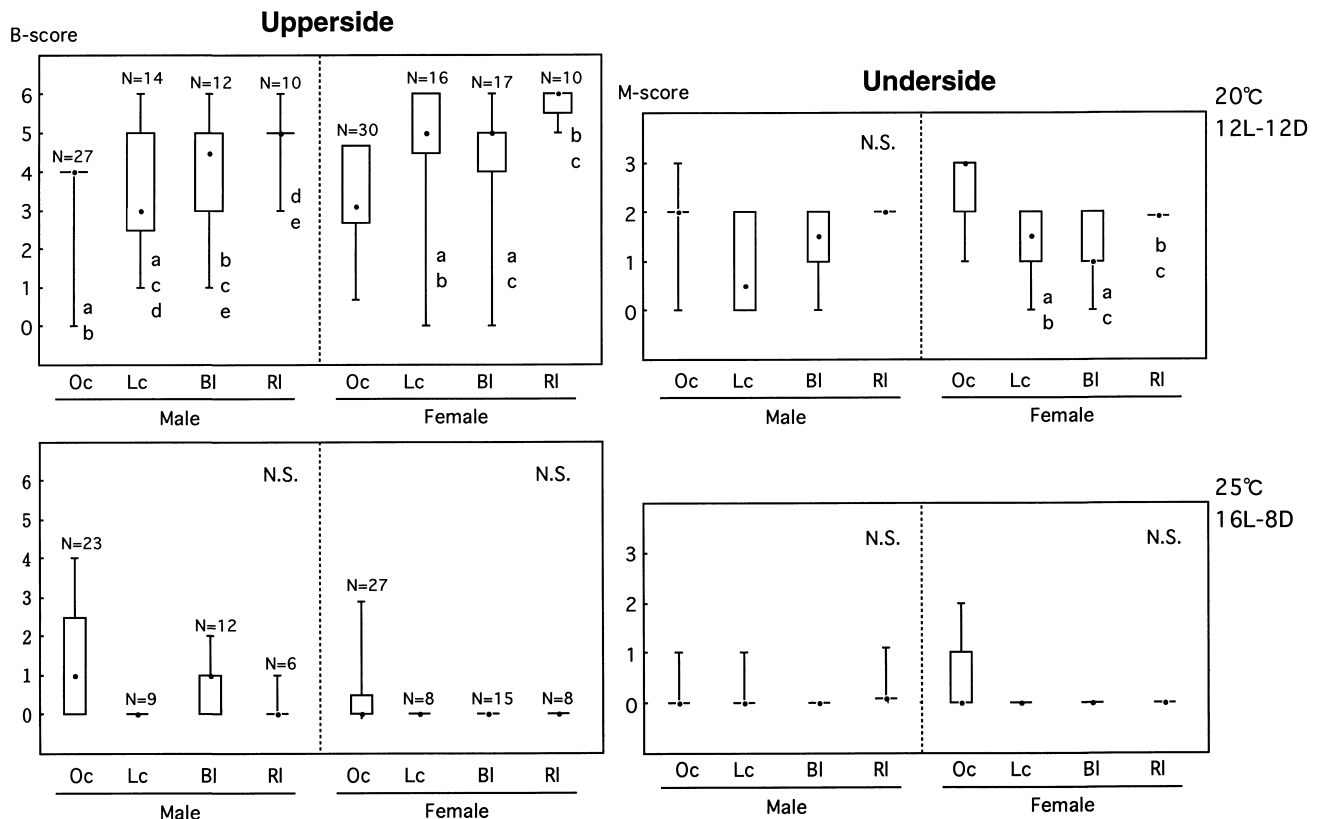 Upperside
B-score
N=27
N=14
N=12
N=10
N=30
N=16
N=17
N=10
6
5
4
3
2
1
0
a
b
a
c
d
b
c
e
d
e
a
b
a
c
b
c
Oc Lc Bl Rl
Male
Oc Lc Bl Rl
Female
Underside
M-score
20℃
12L-12D
N.S.
3
2
1
0
a
b
a
c
b
c
Oc Lc Bl Rl
Male
Oc Lc Bl Rl
Female
N.S.
N.S.
6
5
4
3
2
1
0
N=23
N=9
N=12
N=6
N=27
N=8
N=15
N=8
Oc Lc Bl Rl
Male
Oc Lc Bl Rl
Female
25℃
16L-8D
N.S.
N.S.
3
2
1
0
Oc Lc Bl Rl
Male
Oc Lc Bl Rl
Female